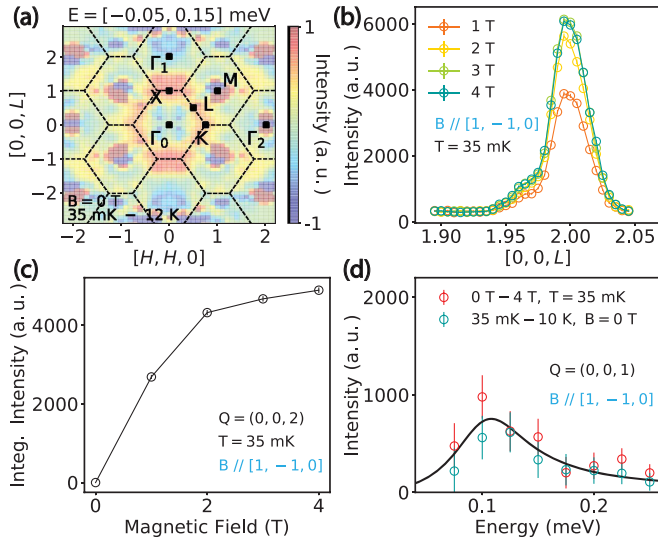 (a) E = [−0.05, 0.15] meV
[0, 0, L]
2
1
0
−1
−2
Γ₁
M
X
L
Γ₀
K
Γ₂
B = 0 T
35 mK − 12 K
−2 −1 0 1 2
[H, H, 0]
1
−1
Intensity (a. u.)
(b)
Intensity (a. u.)
6000
4000
2000
0
1 T
2 T
3 T
4 T
B // [1, −1, 0]
T = 35 mK
1.90 1.95 2.00 2.05
[0, 0, L]
(c)
Integ. Intensity (a. u.)
4000
2000
0
Q = (0, 0, 2)
T = 35 mK
B // [1, −1, 0]
0 2 4
Magnetic Field (T)
(d)
Intensity (a. u.)
2000
1000
0
0 T − 4 T, T = 35 mK
35 mK − 10 K, B = 0 T
Q = (0, 0, 1)
B // [1, −1, 0]
0.1 0.2
Energy (meV)